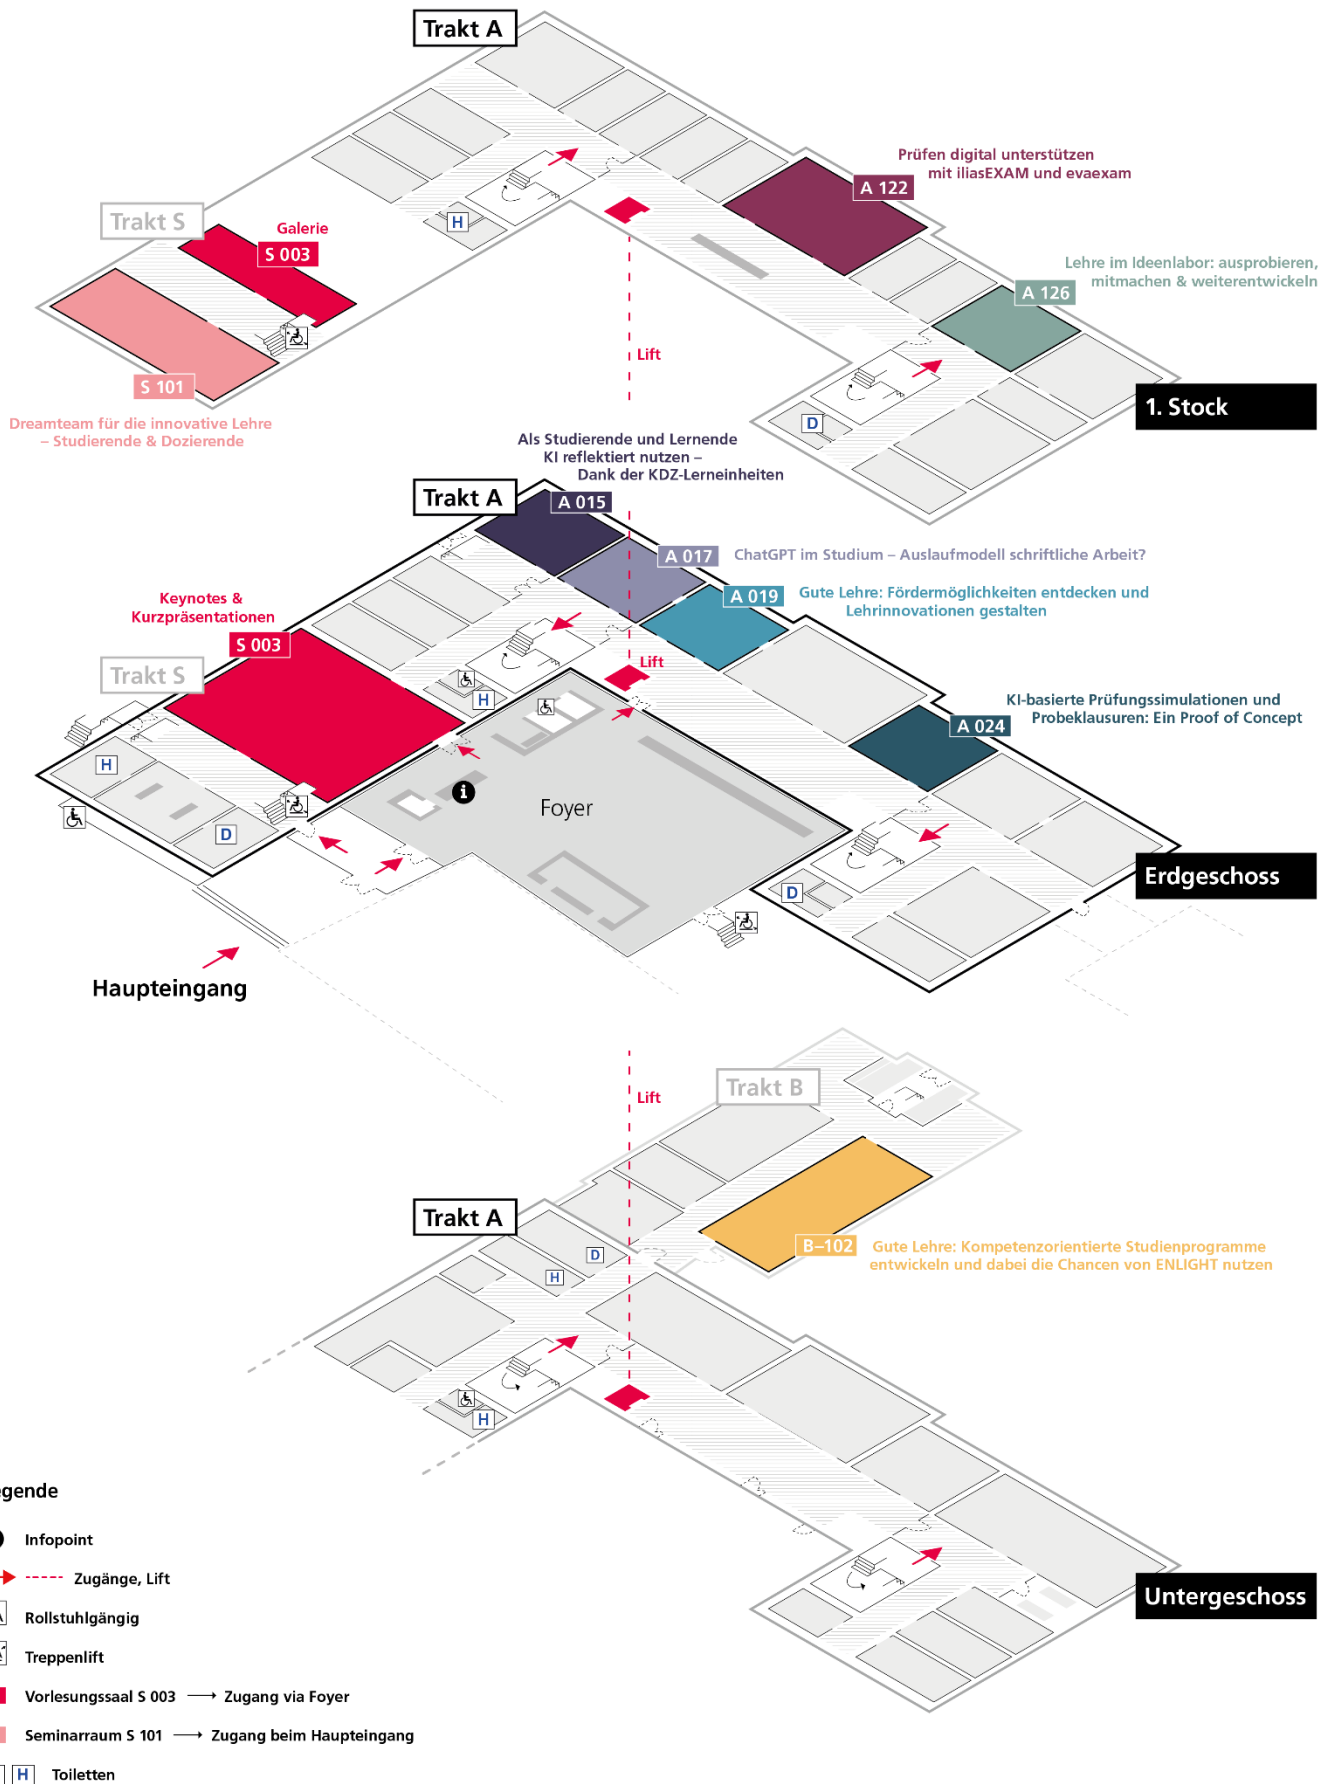 Trakt A
Prüfen digital unterstützen
mit iliasEXAM und evaexam
A 122
Trakt S
Galerie
S 003
H
Lehre im Ideenlabor: ausprobieren,
mitmachen & weiterentwickeln
A 126
Lift
S 101
Dreamteam für die innovative Lehre
– Studierende & Dozierende
D
1. Stock
Als Studierende und Lernende
KI reflektiert nutzen –
Dank der KDZ-Lerneinheiten
Trakt A
A 015
A 017
ChatGPT im Studium – Auslaufmodell schriftliche Arbeit?
A 019
Gute Lehre: Fördermöglichkeiten entdecken und
Lehrinnovationen gestalten
Keynotes &
Kurzpräsentationen
S 003
Trakt S
Lift
H
KI-basierte Prüfungssimulationen und
Probeklausuren: Ein Proof of Concept
A 024
H
i
Foyer
D
D
Erdgeschoss
Haupteingang
Trakt B
Lift
Trakt A
B–102
Gute Lehre: Kompetenzorientierte Studienprogramme
entwickeln und dabei die Chancen von ENLIGHT nutzen
D
H
H
Untergeschoss
gende
Infopoint
Zugänge, Lift
Rollstuhlgängig
Treppenlift
Vorlesungssaal S 003 → Zugang via Foyer
Seminarraum S 101 → Zugang beim Haupteingang
H Toiletten